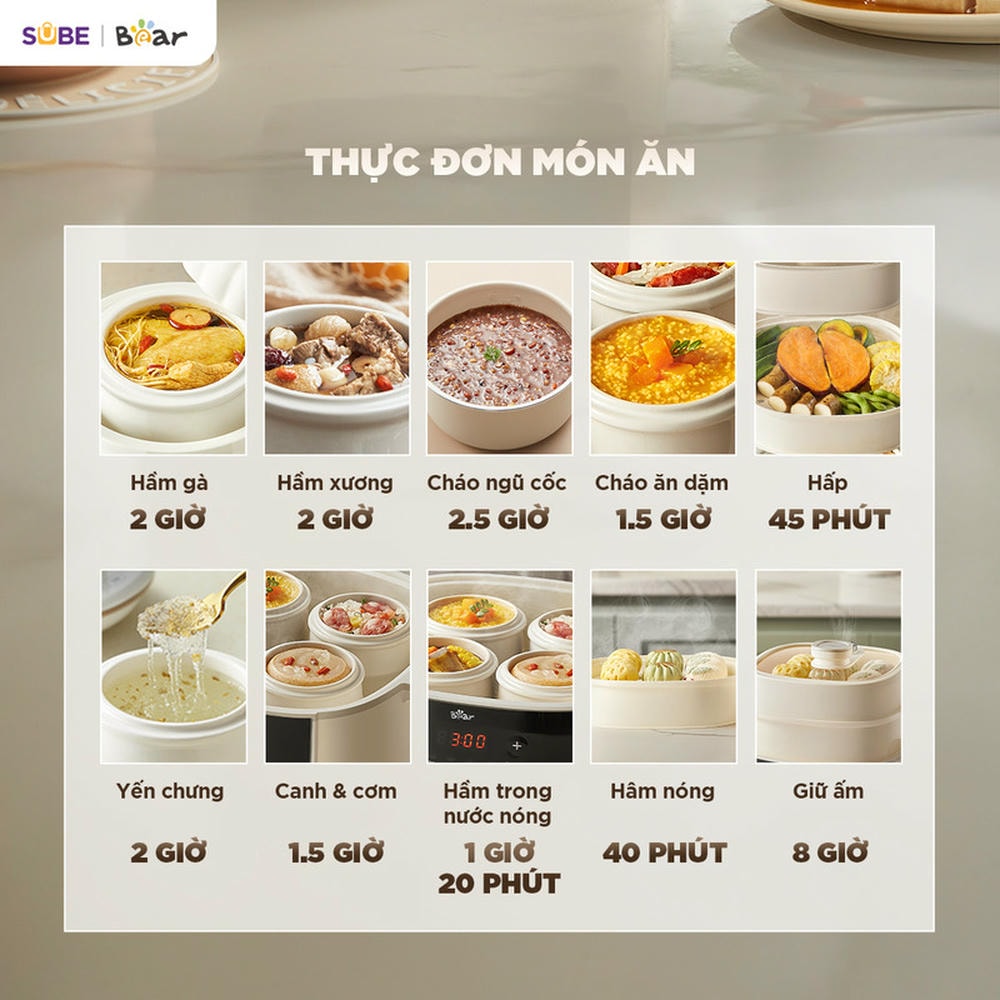 SUBE | Bear
DÉLICIE
THỰC ĐƠN MÓN ĂN
Hầm gà
2 GIỜ
Hầm xương
2 GIỜ
Cháo ngũ cốc
2.5 GIỜ
Cháo ăn dặm
1.5 GIỜ
Hấp
45 PHÚT
Yến chưng
2 GIỜ
Canh & cơm
1.5 GIỜ
Bear
3:00
+
Hầm trong
nước nóng
1 GIỜ
20 PHÚT
Hâm nóng
40 PHÚT
Giữ ấm
8 GIỜ